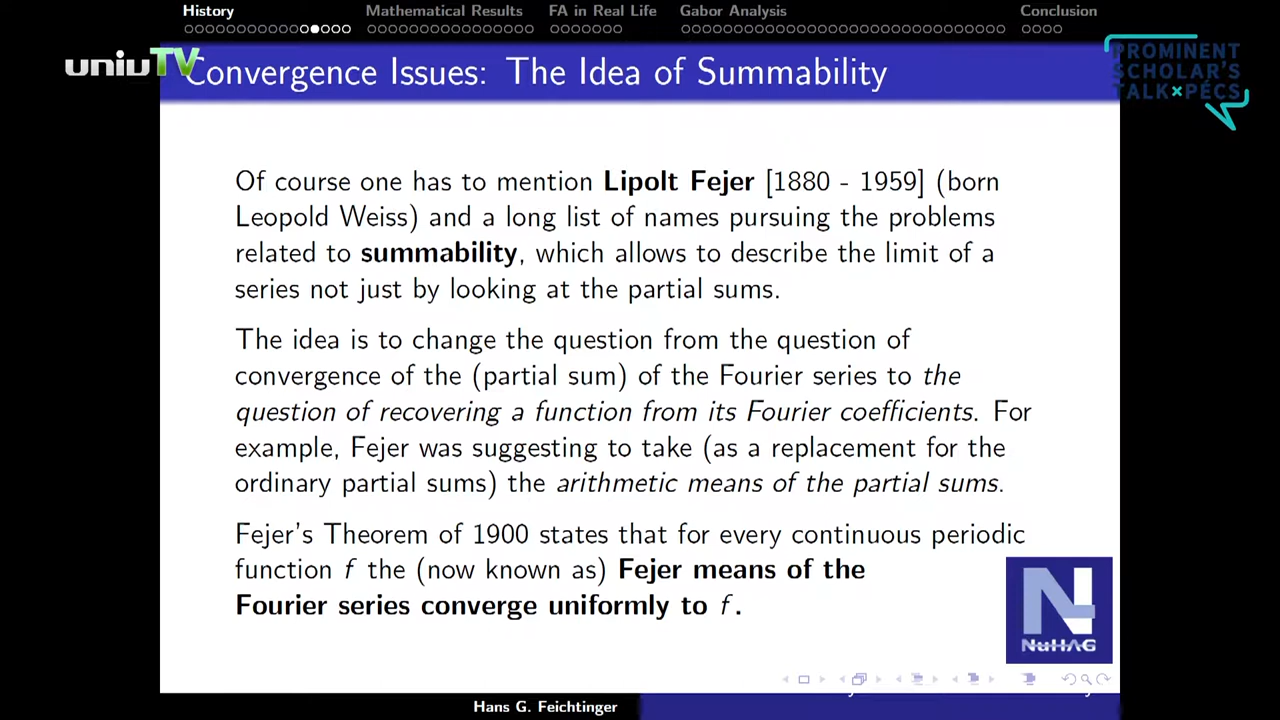 History Mathematical Results FA in Real Life Gabor Analysis Conclusion
uniuTV
PROMINENT
SCHOLAR'S
TALK×PÉCS
Convergence Issues: The Idea of Summability
Of course one has to mention Lipolt Fejer [1880 - 1959] (born
Leopold Weiss) and a long list of names pursuing the problems
related to summability, which allows to describe the limit of a
series not just by looking at the partial sums.
The idea is to change the question from the question of
convergence of the (partial sum) of the Fourier series to the
question of recovering a function from its Fourier coefficients. For
example, Fejer was suggesting to take (as a replacement for the
ordinary partial sums) the arithmetic means of the partial sums.
Fejer's Theorem of 1900 states that for every continuous periodic
function f the (now known as) Fejer means of the
Fourier series converge uniformly to f.
N
NuHAG
Hans G. Feichtinger